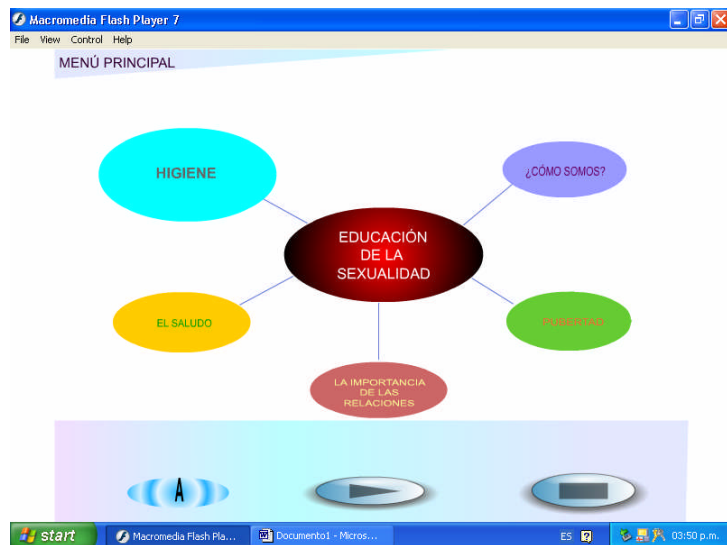 Macromedia Flash Player 7
File View Control Help
MENÚ PRINCIPAL
HIGIENE
¿CÓMO SOMOS?
EDUCACIÓN
DE LA
SEXUALIDAD
EL SALUDO
PUBERTAD
LA IMPORTANCIA
DE LAS
RELACIONES
A
start
Macromedia Flash Pla...
Documento1 - Micros...
ES
03:50 p.m.